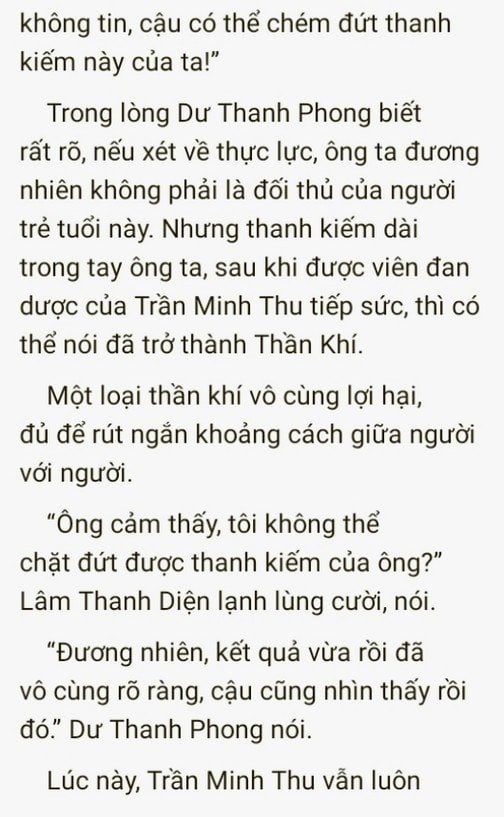 không tin, cậu có thể chém đứt thanh
kiếm này của ta!”
Trong lòng Dư Thanh Phong biết
rất rõ, nếu xét về thực lực, ông ta đương
nhiên không phải là đối thủ của người
trẻ tuổi này. Nhưng thanh kiếm dài
trong tay ông ta, sau khi được viên đan
dược của Trần Minh Thu tiếp sức, thì có
thể nói đã trở thành Thần Khí.
Một loại thần khí vô cùng lợi hại,
đủ để rút ngắn khoảng cách giữa người
với người.
“Ông cảm thấy, tôi không thể
chặt đứt được thanh kiếm của ông?”
Lâm Thanh Diện lạnh lùng cười, nói.
“Đương nhiên, kết quả vừa rồi đã
vô cùng rõ ràng, cậu cũng nhìn thấy rồi
đó.” Dư Thanh Phong nói.
Lúc này, Trần Minh Thu vẫn luôn